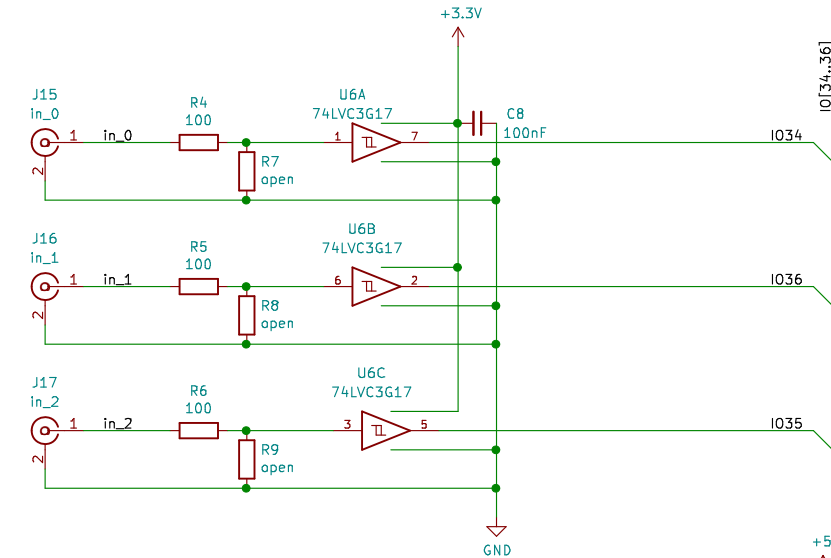 +3.3V
IO[34..36]
J15
in_0
1
2
in_0
R4
100
R7
open
U6A
74LVC3G17
1
7
C8
100nF
IO34
J16
in_1
1
2
in_1
R5
100
R8
open
U6B
74LVC3G17
6
2
IO36
J17
in_2
1
2
in_2
R6
100
R9
open
U6C
74LVC3G17
3
5
IO35
GND
+5